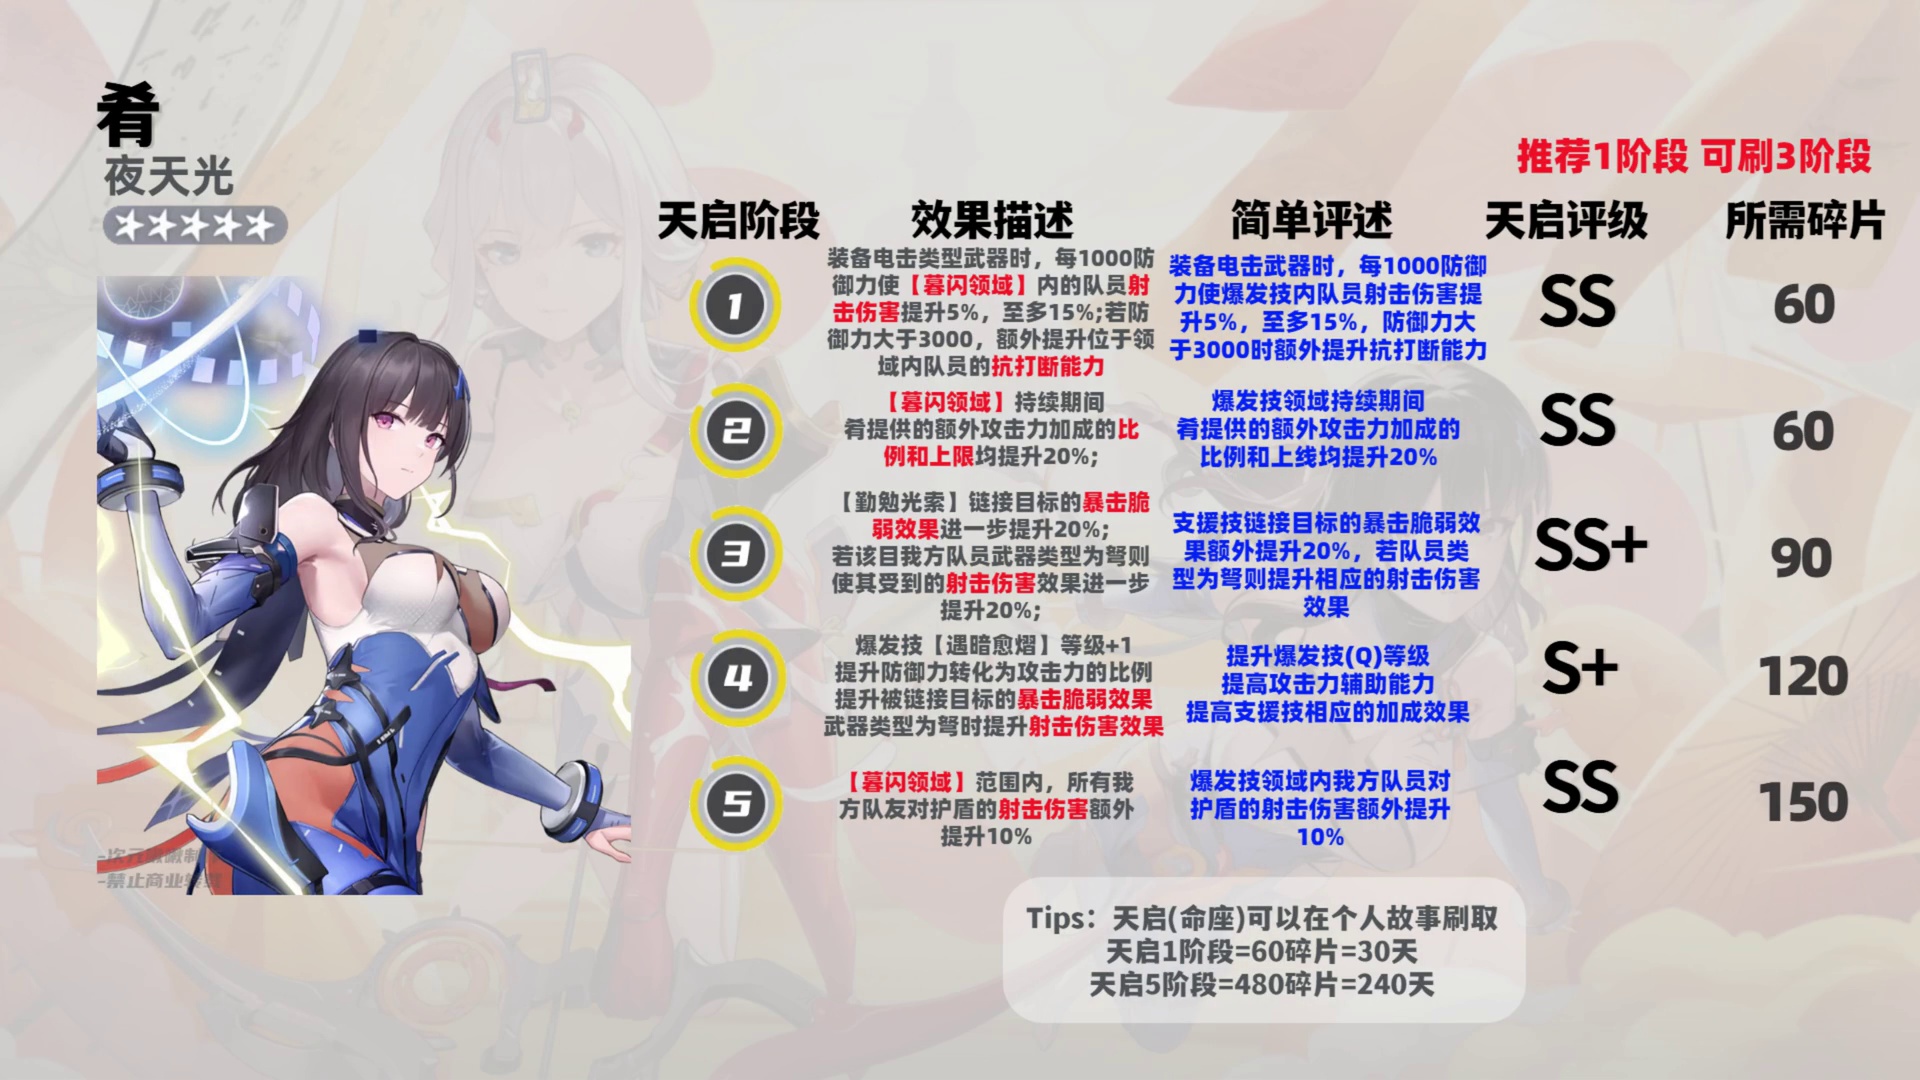 肴
夜天光
推荐1阶段 可刷3阶段
天启阶段 效果描述 简单评述 天启评级 所需碎片
1
装备电击类型武器时，每1000防
御力使【暮闪领域】内的队员射
击伤害提升5%，至多15%;若防
御力大于3000，额外提升位于领
域内队员的抗打断能力
装备电击武器时，每1000防御
力使爆发技内队员射击伤害提
升5%，至多15%，防御力大
于3000时额外提升抗打断能力
SS
60
2
【暮闪领域】持续期间
肴提供的额外攻击力加成的比
例和上限均提升20%;
爆发技领域持续期间
肴提供的额外攻击力加成的
比例和上线均提升20%
SS
60
3
【勤勉光索】链接目标的暴击脆
弱效果进一步提升20%;
若该目我方队员武器类型为弩则
使其受到的射击伤害效果进一步
提升20%;
支援技链接目标的暴击脆弱效
果额外提升20%，若队员类
型为弩则提升相应的射击伤害
效果
SS+
90
4
爆发技【遇暗愈熠】等级+1
提升防御力转化为攻击力的比例
提升被链接目标的暴击脆弱效果
武器类型为弩时提升射击伤害效果
提升爆发技(Q)等级
提高攻击力辅助能力
提高支援技相应的加成效果
S+
120
5
【暮闪领域】范围内，所有我
方队友对护盾的射击伤害额外
提升10%
爆发技领域内我方队员对
护盾的射击伤害额外提升
10%
SS
150
-禁止商业转载
Tips：天启(命座)可以在个人故事刷取
天启1阶段=60碎片=30天
天启5阶段=480碎片=240天